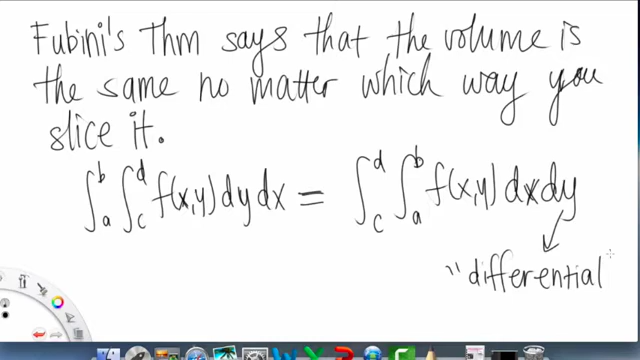 Fubini's Thm says that the volume is
the same no matter which way you
slice it.
∫_a^b ∫_c^d f(x,y) dy dx = ∫_c^d ∫_a^b f(x,y) dx dy
"differential